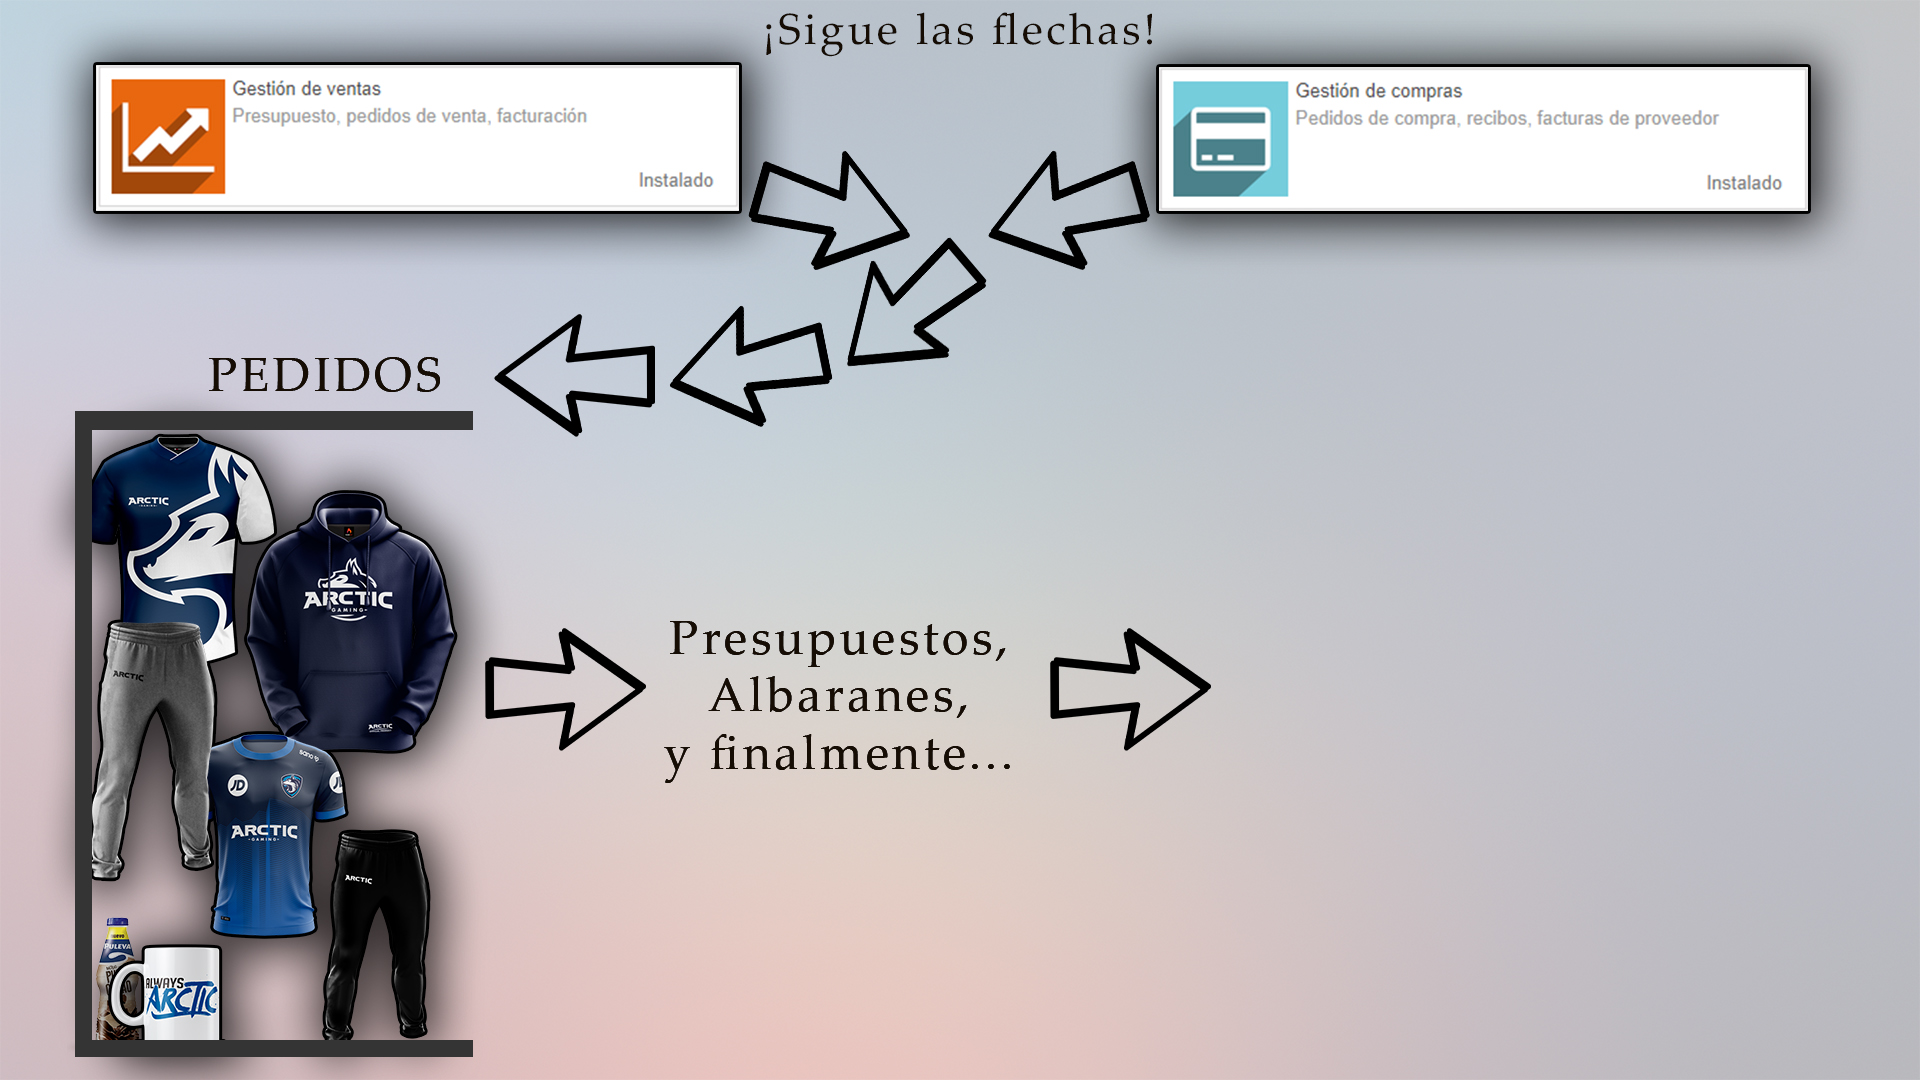 ¡Sigue las flechas!
Gestión de ventas
Presupuesto, pedidos de venta, facturación
Instalado
Gestión de compras
Pedidos de compra, recibos, facturas de proveedor
Instalado
PEDIDOS
ARCTIC
ARCTIC
GAMING
ARCTIC
ARCTIC
JD
JD
ARCTIC
GAMING
ARCTIC
PULEVA
ALWAYS
ARCTIC
Presupuestos,
Albaranes,
y finalmente...